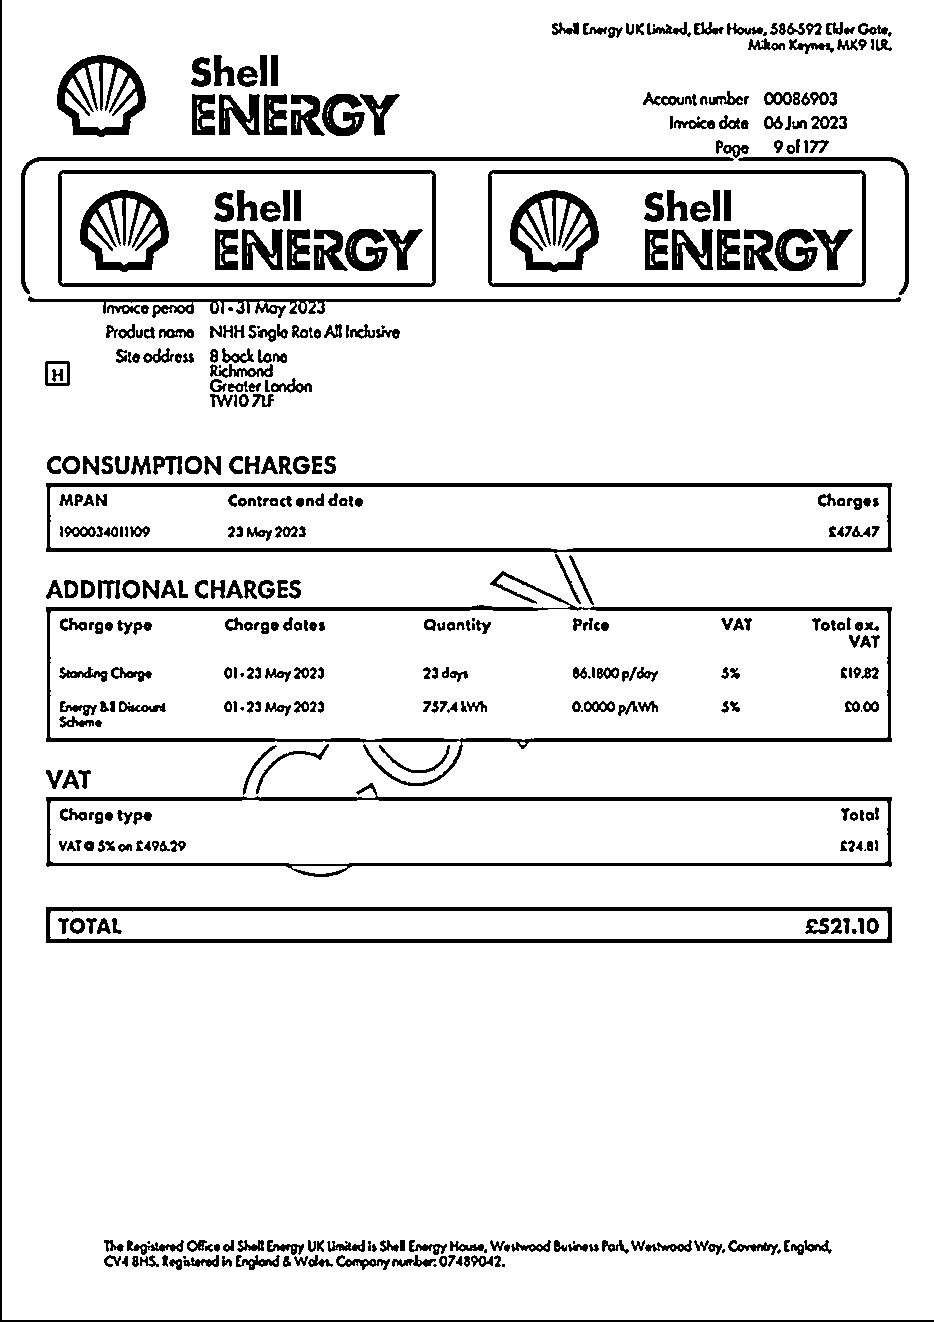 Shell Energy UK Limited, Elder House, 586-592 Elder Gate,
Milton Keynes, MK9 1LR.
Shell
ENERGY
Account number 00086903
Invoice date 06 Jun 2023
Page 9 of 177
Shell
ENERGY
Shell
ENERGY
Invoice period 01 - 31 May 2023
Product name NHH Single Rate All Inclusive
Site address 8 back Lane
Richmond
Greater London
TW10 7LF
H
CONSUMPTION CHARGES
MPAN Contract end date Charges
1900034011109 23 May 2023 £476.47
ADDITIONAL CHARGES
Charge type Charge dates Quantity Price VAT Total ex.
VAT
Standing Charge 01 - 23 May 2023 23 days 86.1800 p/day 5% £19.82
Energy Bill Discount 01 - 23 May 2023 757.4 kWh 0.0000 p/kWh 5% £0.00
Scheme
VAT
Charge type Total
VAT @ 5% on £496.29 £24.81
TOTAL £521.10
The Registered Office of Shell Energy UK Limited is Shell Energy House, Westwood Business Park, Westwood Way, Coventry, England,
CV4 8HS. Registered in England & Wales. Company number: 07489042.